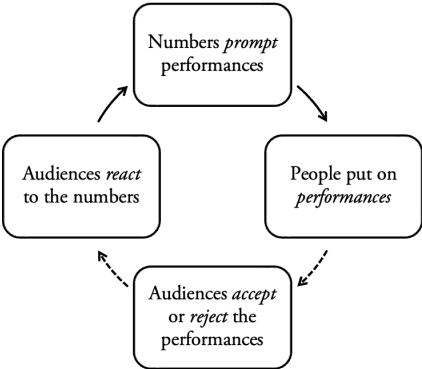 Numbers prompt
performances
People put on
performances
Audiences accept
or reject the
performances
Audiences react
to the numbers